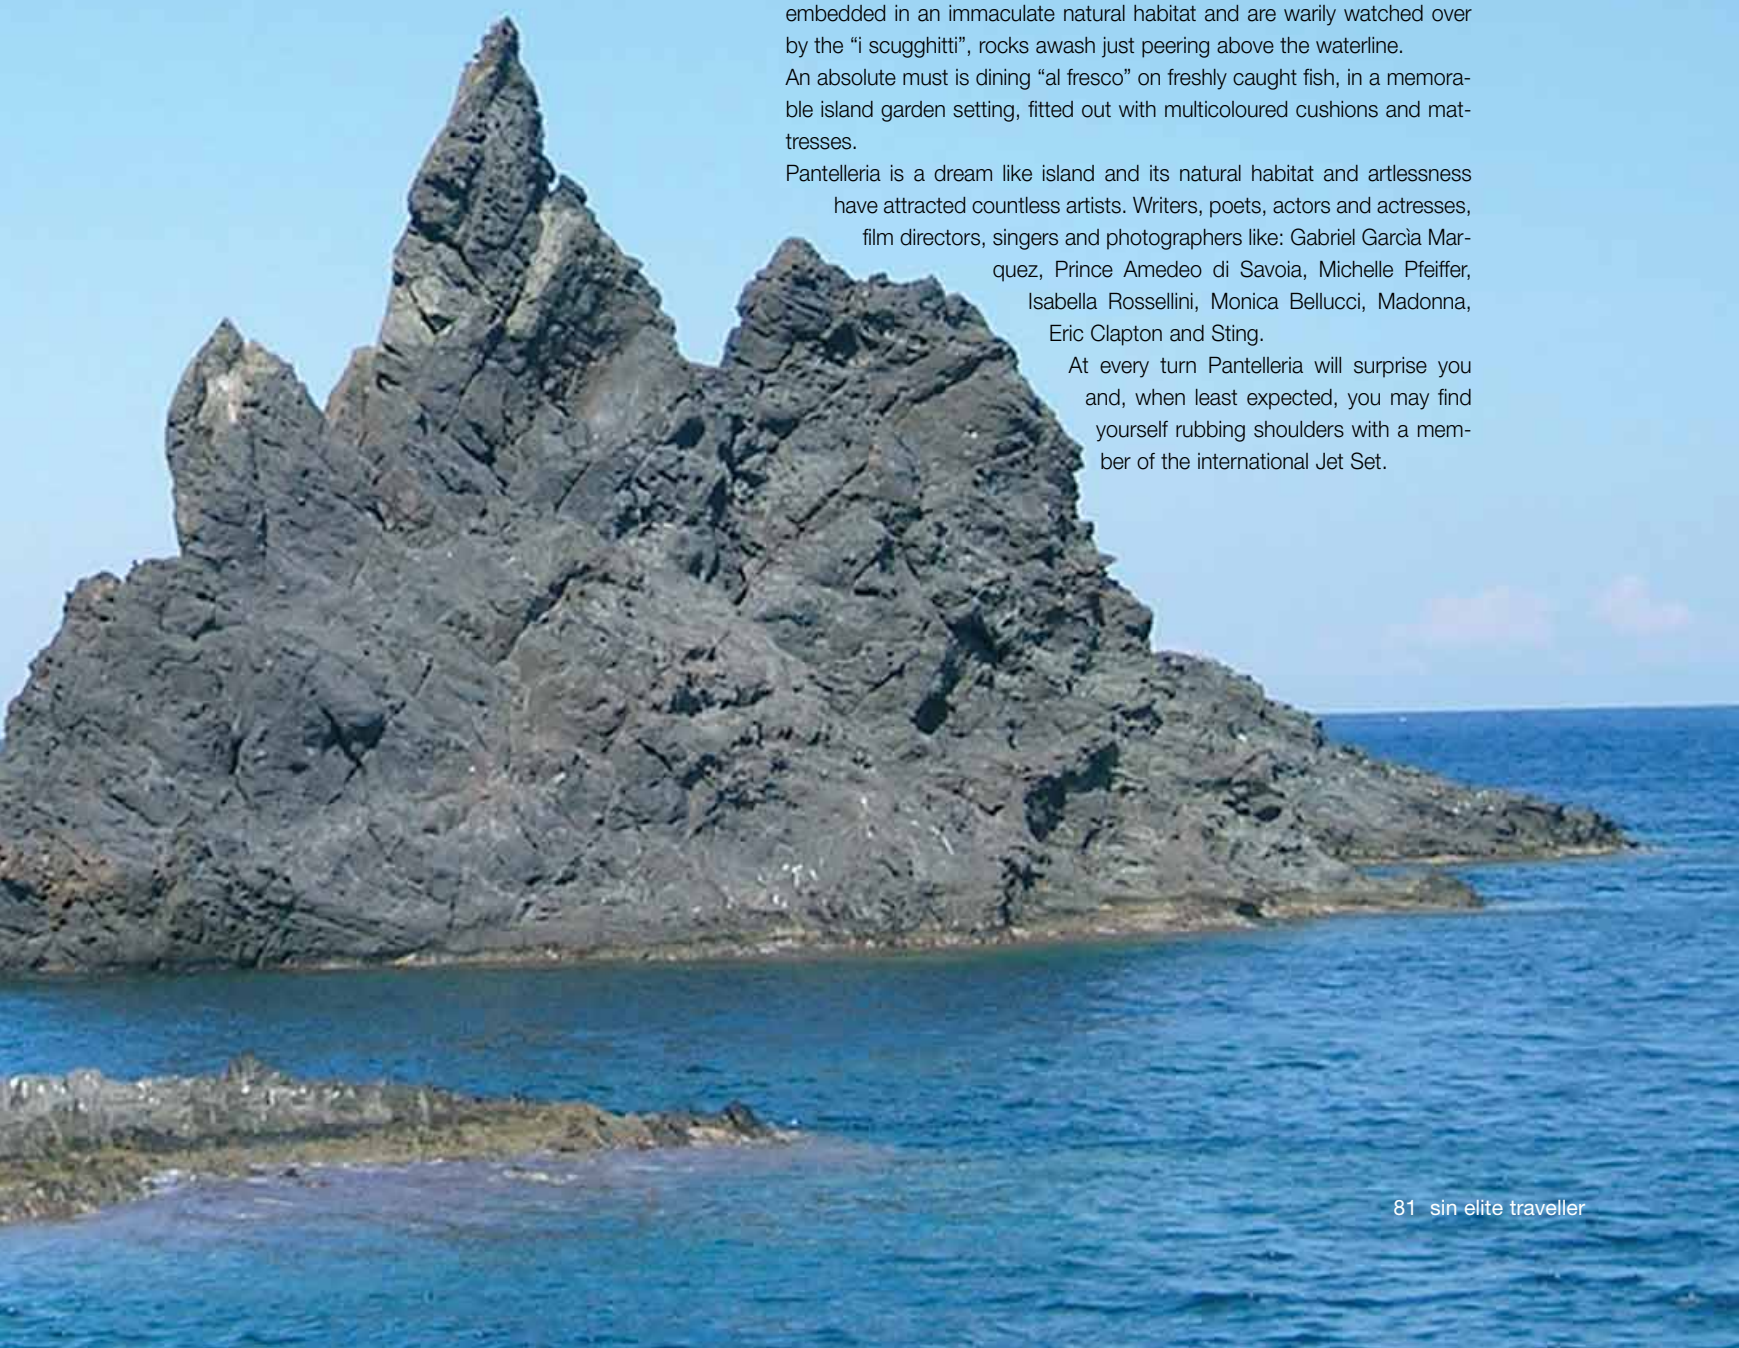 embedded in an immaculate natural habitat and are warily watched over
by the “i scugghitti”, rocks awash just peering above the waterline.
An absolute must is dining “al fresco” on freshly caught fish, in a memora-
ble island garden setting, fitted out with multicoloured cushions and mat-
tresses.
Pantelleria is a dream like island and its natural habitat and artlessness
have attracted countless artists. Writers, poets, actors and actresses,
film directors, singers and photographers like: Gabriel Garcìa Mar-
quez, Prince Amedeo di Savoia, Michelle Pfeiffer,
Isabella Rossellini, Monica Bellucci, Madonna,
Eric Clapton and Sting.
At every turn Pantelleria will surprise you
and, when least expected, you may find
yourself rubbing shoulders with a mem-
ber of the international Jet Set.
81 sin elite traveller